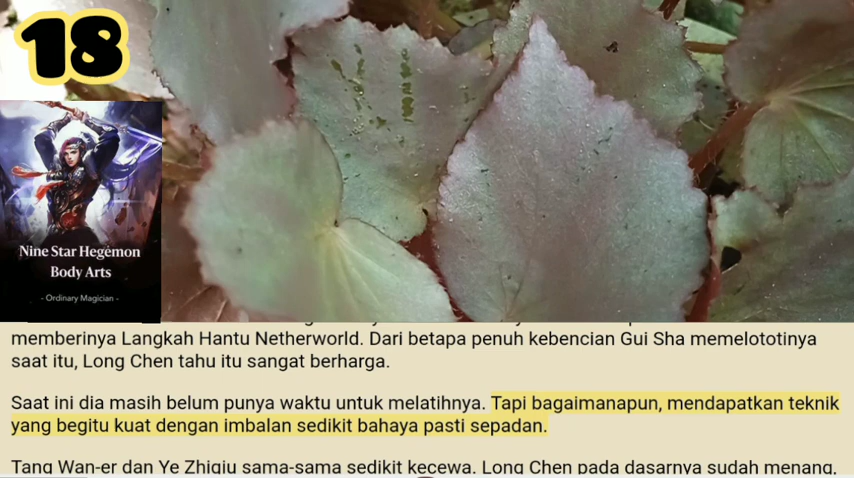 18
Nine Star Hegemon
Body Arts
- Ordinary Magician -
memberinya Langkah Hantu Netherworld. Dari betapa penuh kebencian Gui Sha memelototinya
saat itu, Long Chen tahu itu sangat berharga.
Saat ini dia masih belum punya waktu untuk melatihnya. Tapi bagaimanapun, mendapatkan teknik
yang begitu kuat dengan imbalan sedikit bahaya pasti sepadan.
Tang Wan-er dan Ye Zhiqiu sama-sama sedikit kecewa. Long Chen pada dasarnya sudah menang.